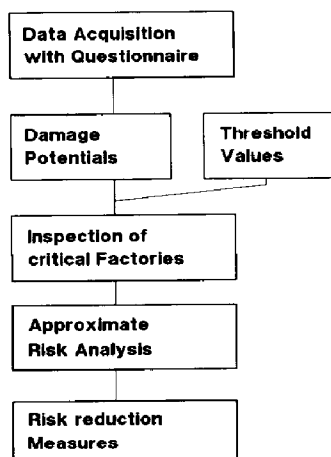 Data Acquisition
with Questionnaire
Damage
Potentials
Threshold
Values
Inspection of
critical Factories
Approximate
Risk Analysis
Risk reduction
Measures